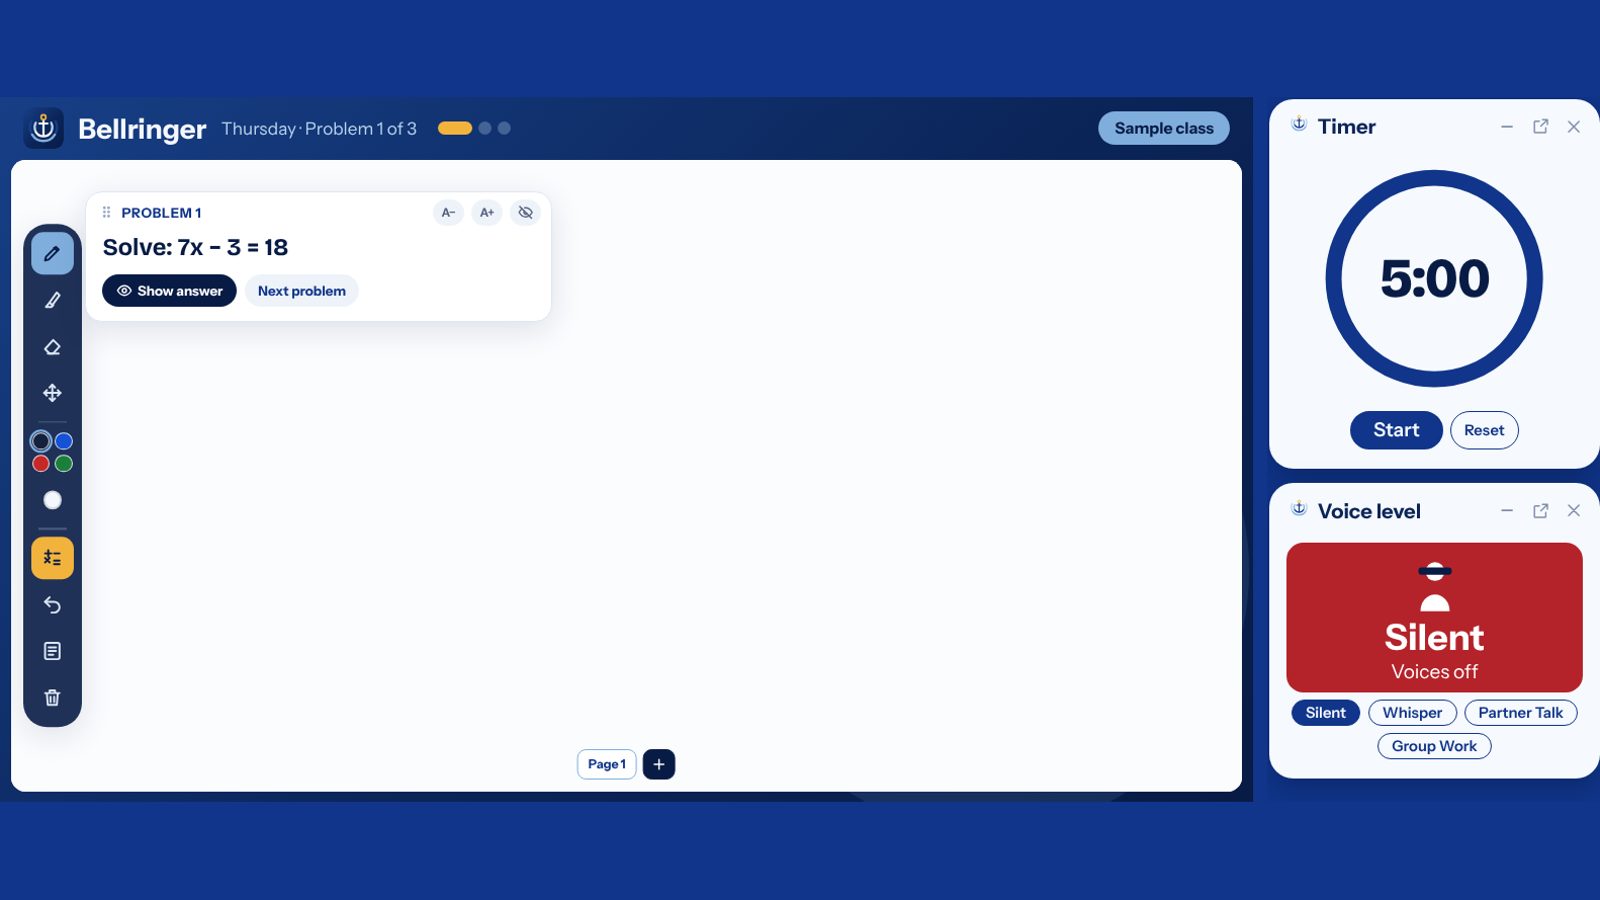 Bellringer
Thursday · Problem 1 of 3
Sample class
PROBLEM 1
A−
A+
Solve: 7x − 3 = 18
Show answer
Next problem
Page 1
+
Timer
5:00
Start
Reset
Voice level
Silent
Voices off
Silent
Whisper
Partner Talk
Group Work